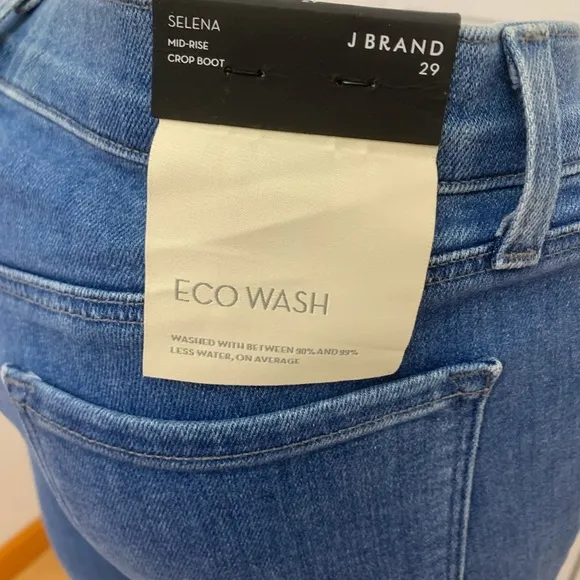 SELENA
MID-RISE
CROP BOOT
J BRAND
29
ECO WASH
WASHED WITH BETWEEN 90% AND 99%
LESS WATER, ON AVERAGE